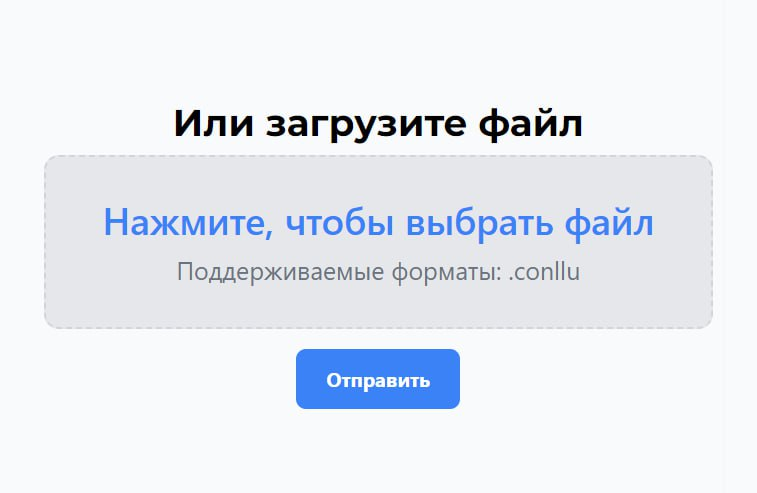 Или загрузите файл
Нажмите, чтобы выбрать файл
Поддерживаемые форматы: .conllu
Отправить